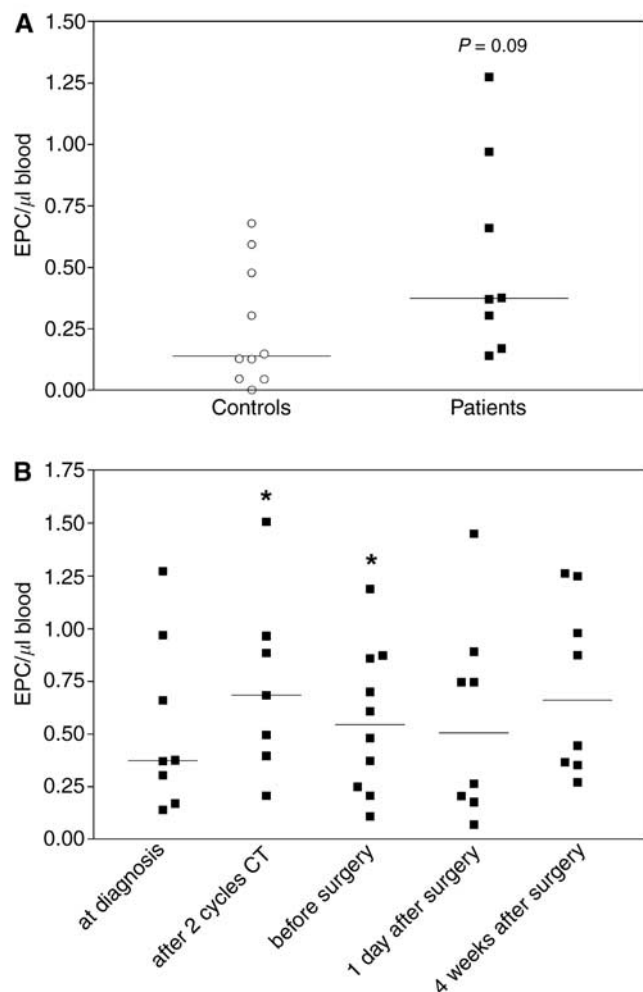 A
1.50
P = 0.09
1.25
1.00
0.75
0.50
0.25
0.00
EPC/μl blood
Controls Patients
B
1.75
1.50
1.25
1.00
0.75
0.50
0.25
0.00
EPC/μl blood
*
*
at diagnosis
after 2 cycles CT
before surgery
1 day after surgery
4 weeks after surgery